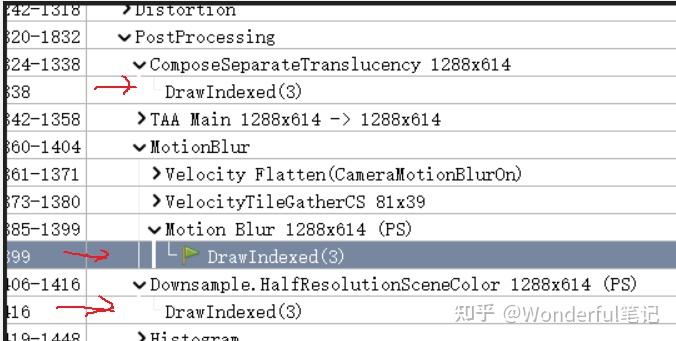 242-1318 Distortion
320-1832 PostProcessing
324-1338 ComposeSeparateTranslucency 1288x614
338 DrawIndexed(3)
342-1358 TAA Main 1288x614 -> 1288x614
360-1404 MotionBlur
361-1371 Velocity Flatten(CameraMotionBlurOn)
373-1380 VelocityTileGatherCS 81x39
385-1399 Motion Blur 1288x614 (PS)
399 DrawIndexed(3)
406-1416 Downsample.HalfResolutionSceneColor 1288x614 (PS)
416 DrawIndexed(3)
419-1448 Histogram
知乎 @Wonderful笔记